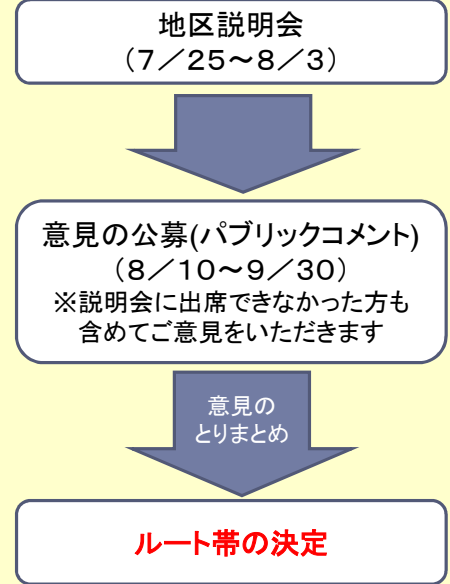 地区説明会
（７／２５～８／３）
意見の公募(パブリックコメント)
（８／１０～９／３０）
※説明会に出席できなかった方も
含めてご意見をいただきます
意見の
とりまとめ
ルート帯の決定